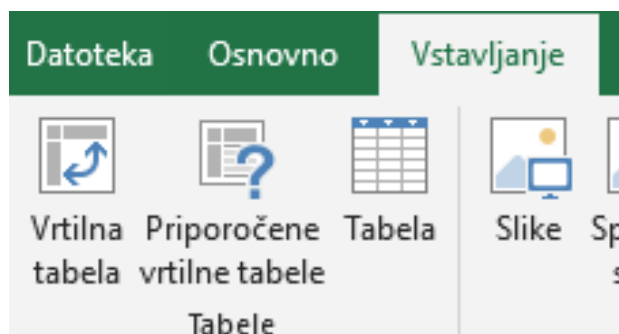 Datoteka Osnovno Vstavljanje
Vrtilna Priporočene Tabela Slike
tabela vrtilne tabele
Tabele